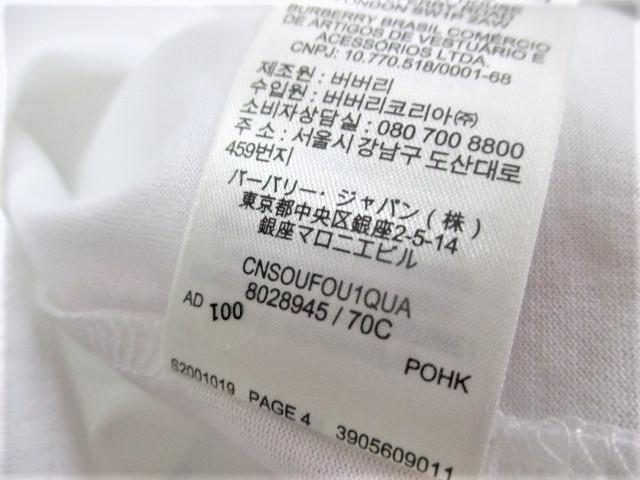 LONDON SW1P 2AW
BURBERRY BRASIL COMÉRCIO
DE ARTIGOS DE VESTUÁRIO E
ACESSÓRIOS LTDA.
CNPJ: 10.770.518/0001-68
제조원 : 버버리
수입원 : 버버리코리아㈜
소비자상담실 : 080 700 8800
주 소 : 서울시 강남구 도산대로
459번지
バーバリー・ジャパン ( 株 )
東京都中央区銀座2-5-14
銀座マロニエビル
CNSOUFOU1QUA
8028945 / 70C
AD 001
POHK
S2001019 PAGE 4 3905609011